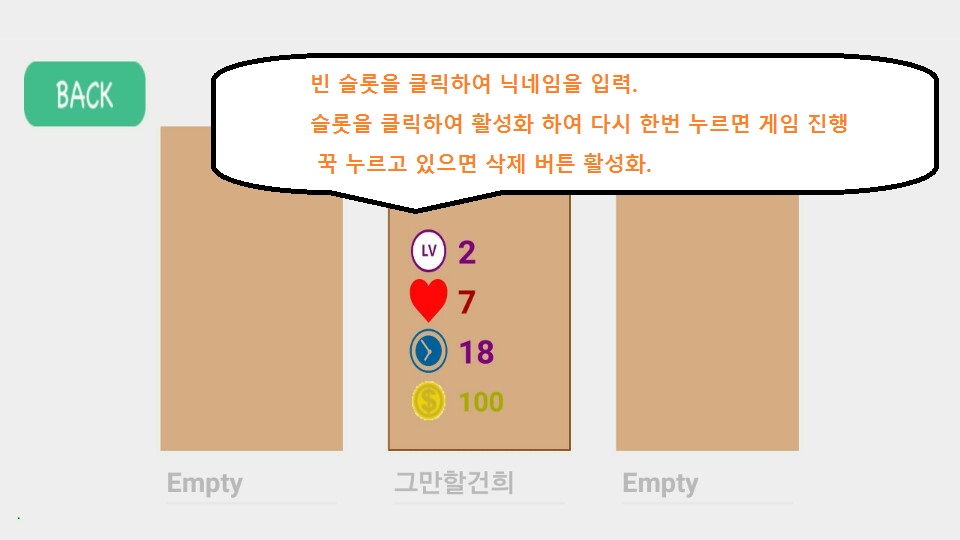 BACK
빈 슬롯을 클릭하여 닉네임을 입력.
슬롯을 클릭하여 활성화 하여 다시 한번 누르면 게임 진행
꾹 누르고 있으면 삭제 버튼 활성화.
LV 2
7
18
$ 100
Empty
그만할건희
Empty
.